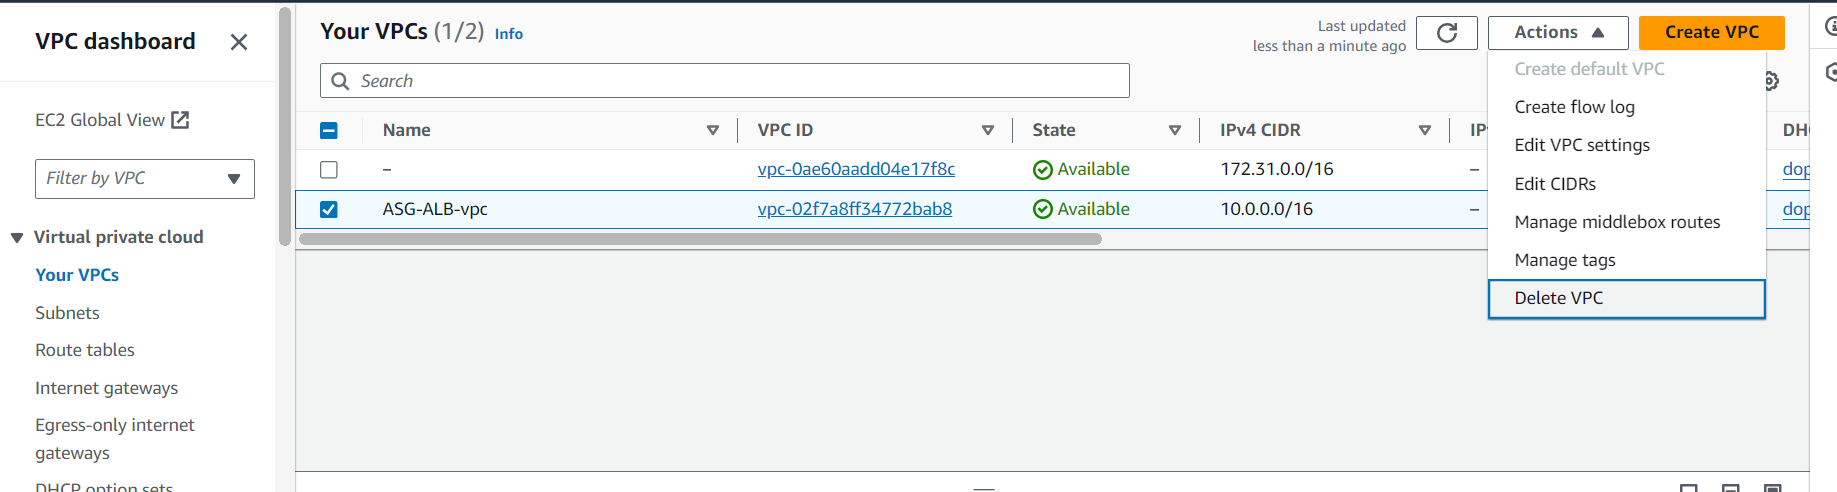 VPC dashboard
EC2 Global View
Filter by VPC
Virtual private cloud
Your VPCs
Subnets
Route tables
Internet gateways
Egress-only internet
gateways
DHCP option sets
Your VPCs (1/2) Info
Last updated
less than a minute ago
Actions
Create VPC
Search
Create default VPC
Create flow log
Edit VPC settings
Edit CIDRs
Manage middlebox routes
Manage tags
Delete VPC
Name VPC ID State IPv4 CIDR
– vpc-0ae60aadd04e17f8c Available 172.31.0.0/16 –
ASG-ALB-vpc vpc-02f7a8ff34772bab8 Available 10.0.0.0/16 –